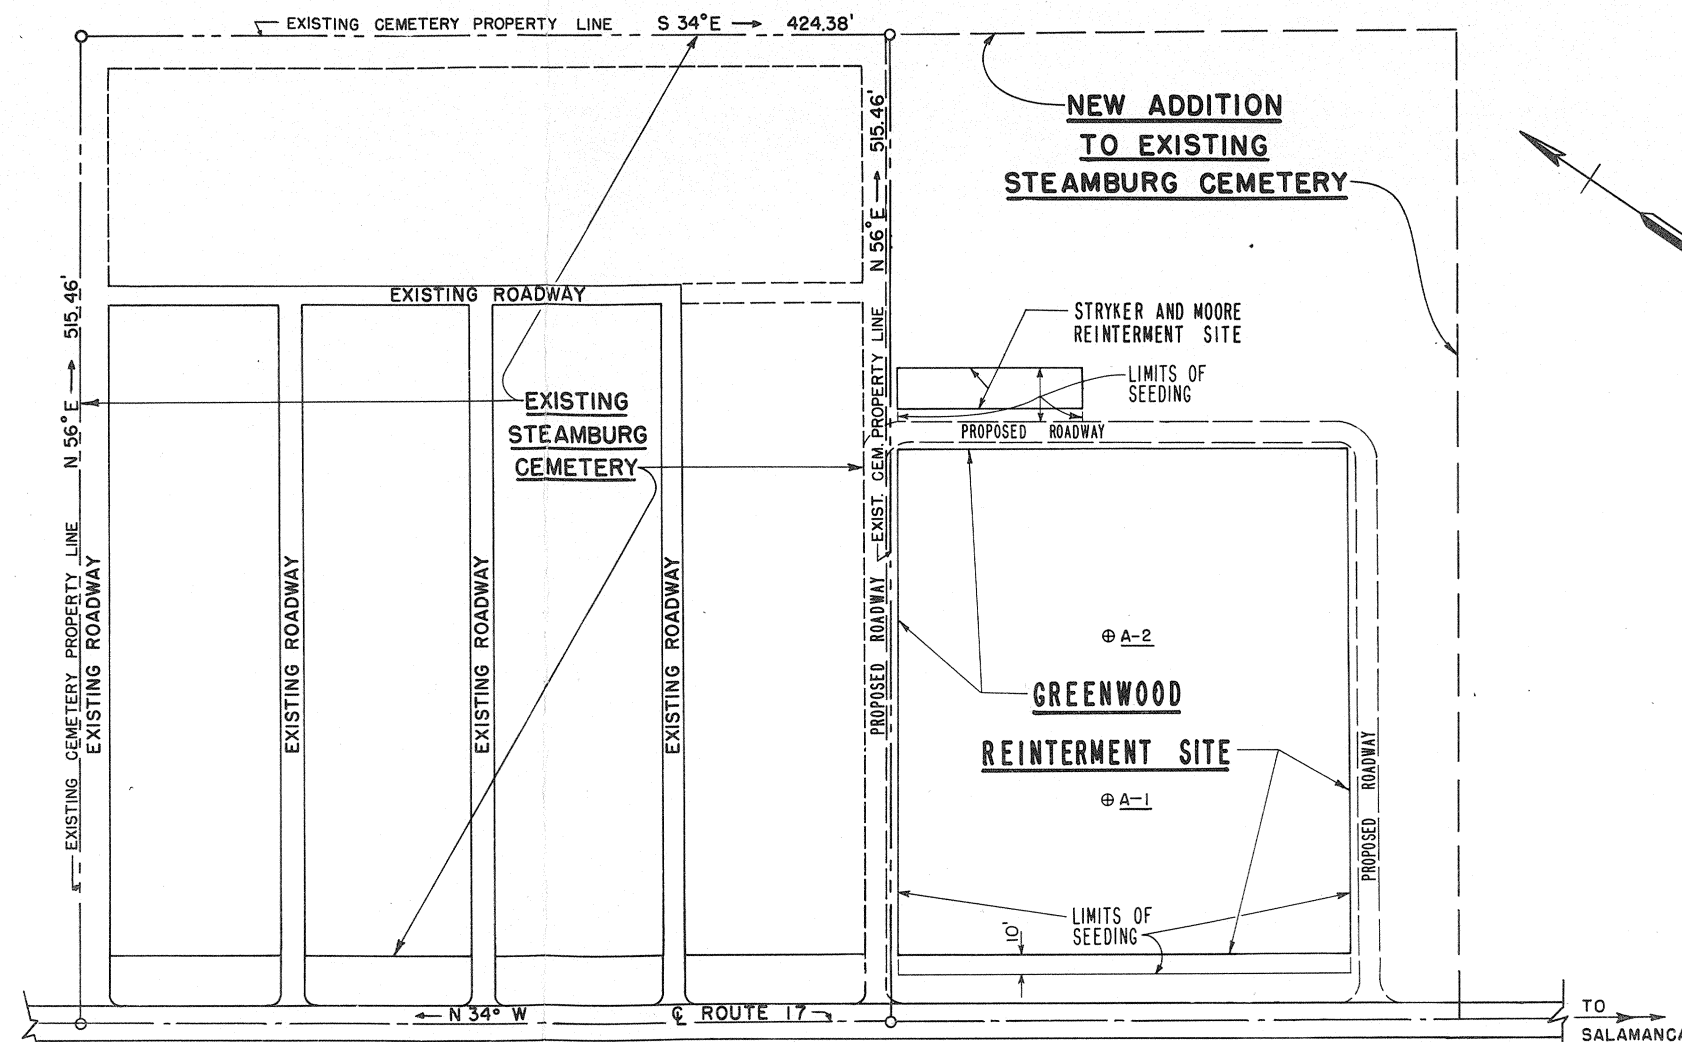 EXISTING CEMETERY PROPERTY LINE S 34°E → 424.38'
NEW ADDITION
TO EXISTING
STEAMBURG CEMETERY
N 56°E → 515.46'
EXIST. CEM. PROPERTY LINE
PROPOSED ROADWAY
N 56°E → 515.46'
EXISTING CEMETERY PROPERTY LINE
EXISTING ROADWAY
EXISTING ROADWAY
EXISTING ROADWAY
EXISTING ROADWAY
EXISTING ROADWAY
EXISTING
STEAMBURG
CEMETERY
STRYKER AND MOORE
REINTERMENT SITE
LIMITS OF
SEEDING
PROPOSED ROADWAY
A-2
GREENWOOD
REINTERMENT SITE
A-1
PROPOSED ROADWAY
LIMITS OF
SEEDING
10'
← N 34° W
℄ ROUTE 17
TO
SALAMANCA